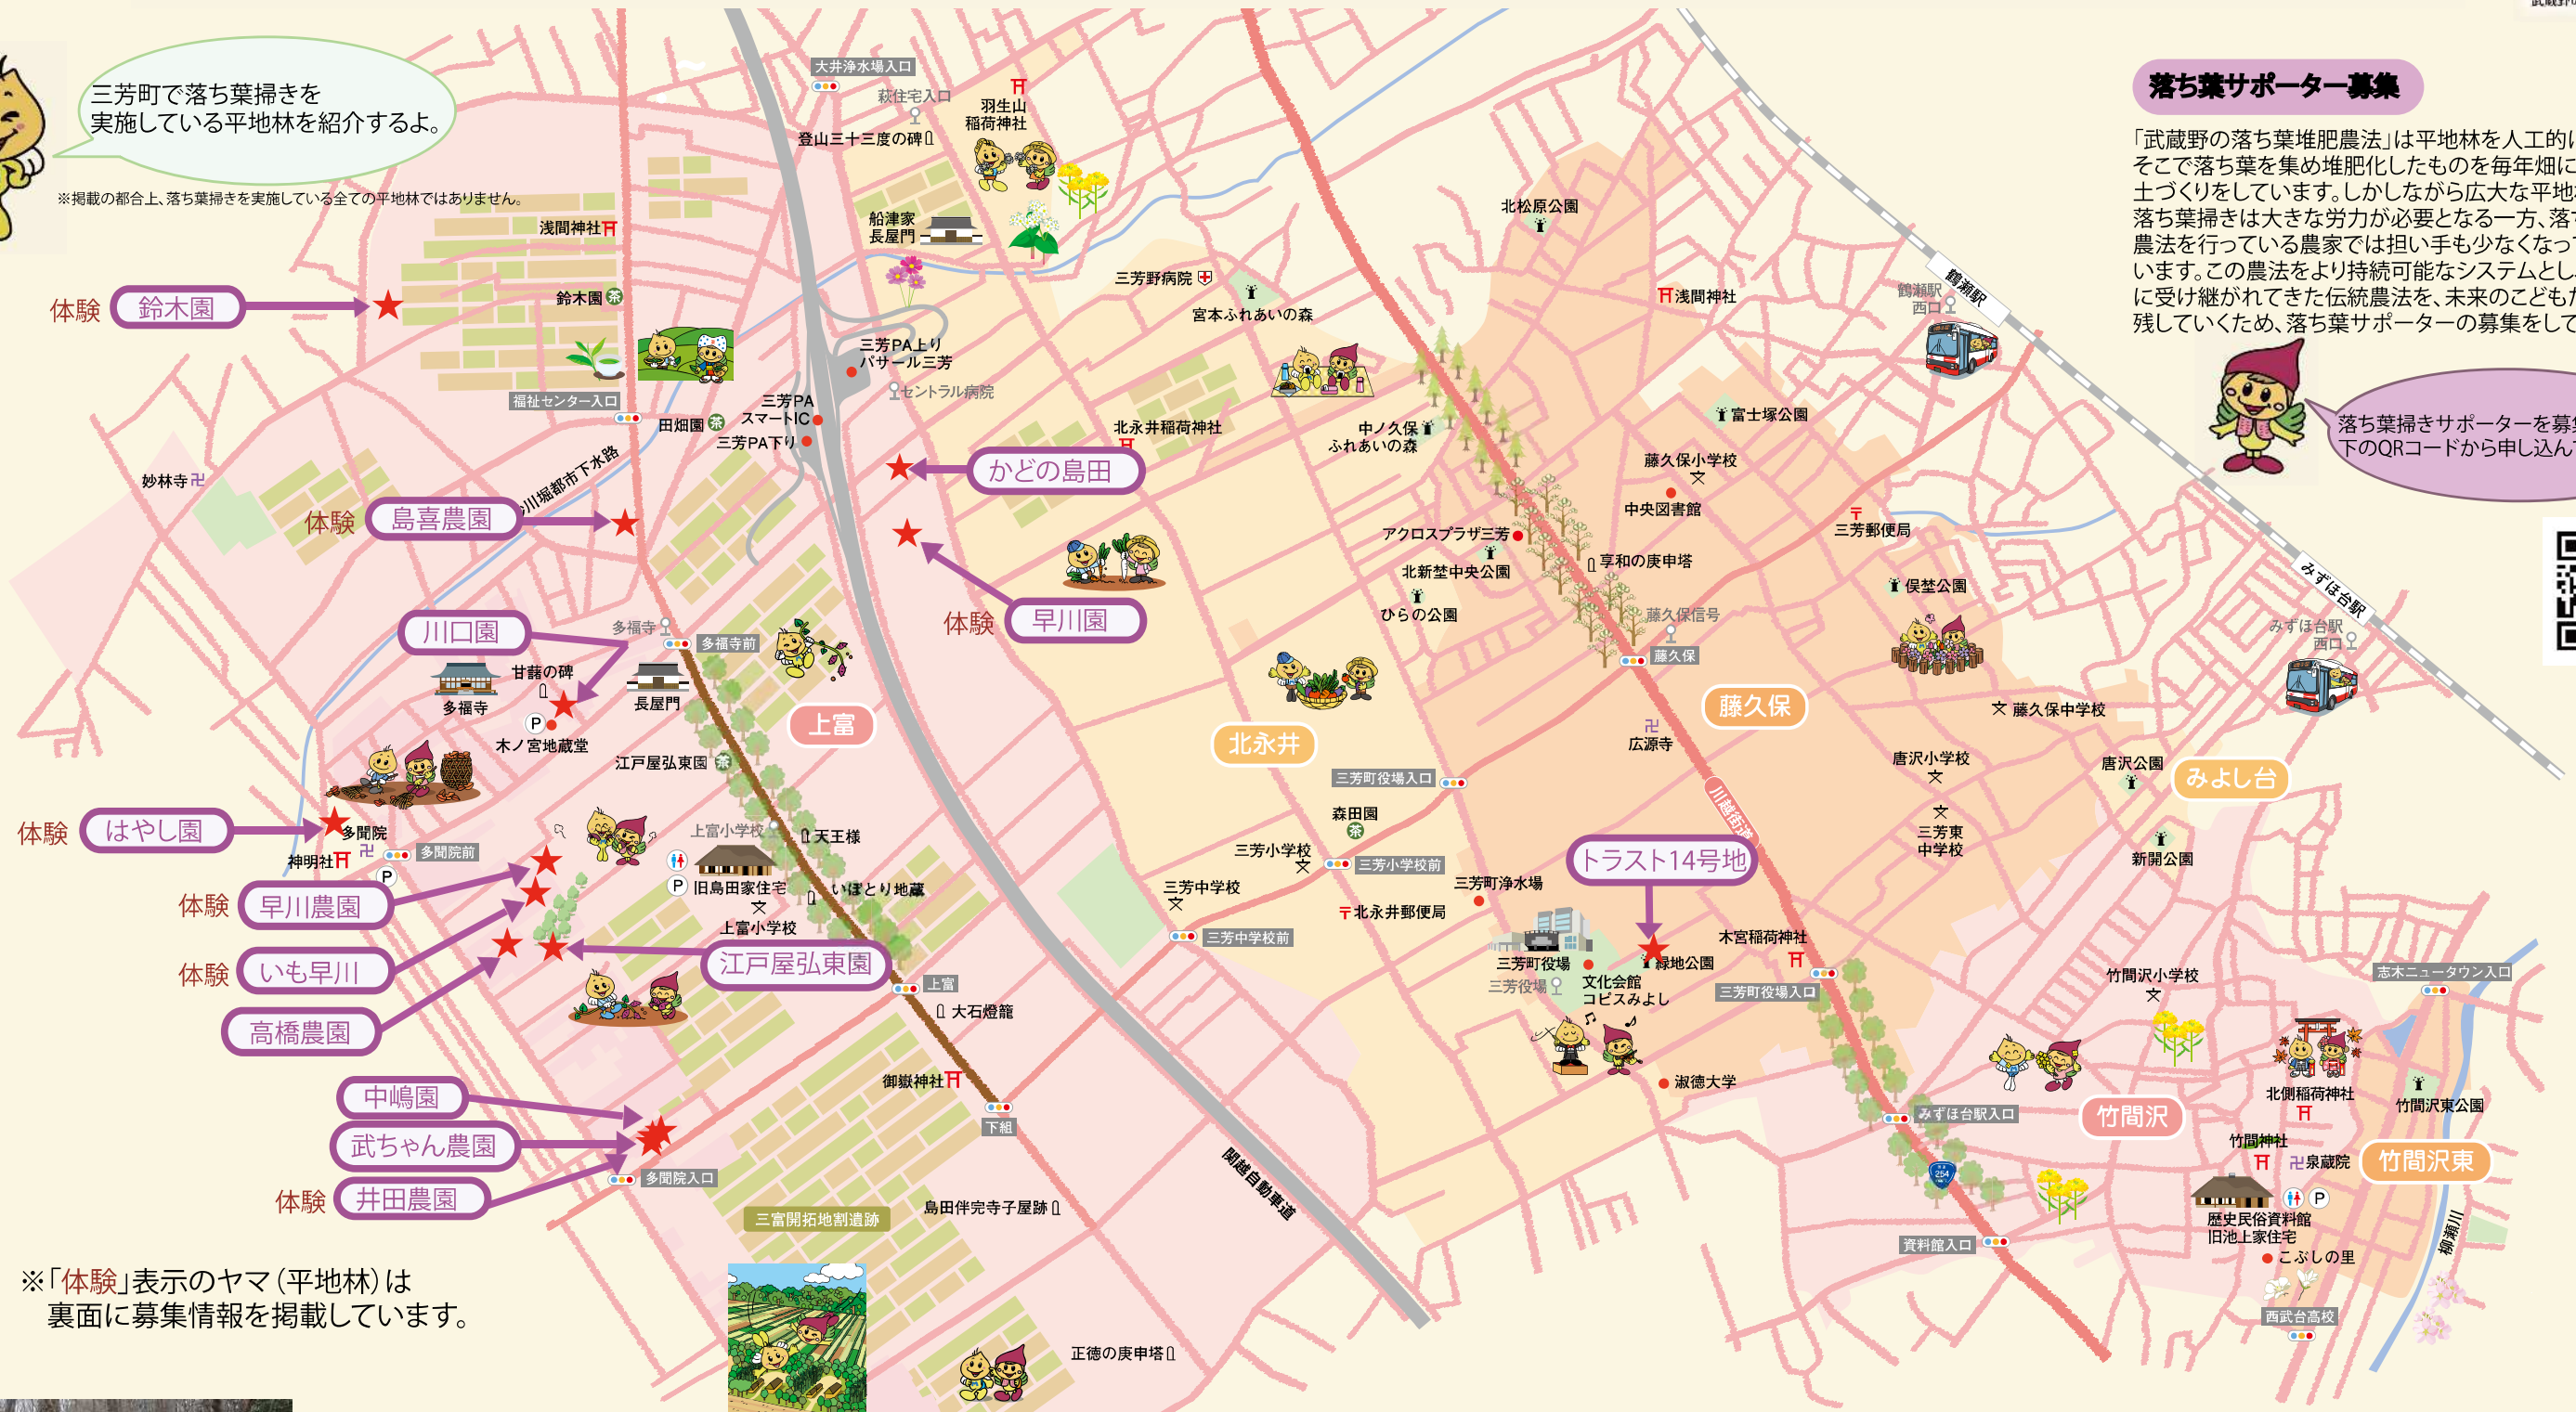 三芳町で落ち葉掃きを
実施している平地林を紹介するよ。
※掲載の都合上、落ち葉掃きを実施している全ての平地林ではありません。
落ち葉サポーター募集
「武蔵野の落ち葉堆肥農法」は平地林を人工的に
そこで落ち葉を集め堆肥化したものを毎年畑に
土づくりをしています。しかしながら広大な平地
落ち葉掃きは大きな労力が必要となる一方、落ち
農法を行っている農家では担い手も少なくなって
います。この農法をより持続可能なシステムとし
に受け継がれてきた伝統農法を、未来のこどもた
残していくため、落ち葉サポーターの募集をして
落ち葉掃きサポーターを募集
下のQRコードから申し込ん
大井浄水場入口
萩住宅入口
登山三十三度の碑
羽生山
稲荷神社
船津家
長屋門
浅間神社
体験 鈴木園
鈴木園 茶
福祉センター入口
田畑園 茶
三芳PA上り
パサール三芳
セントラル病院
三芳PA
スマートIC
三芳PA下り
三芳野病院
宮本ふれあいの森
北松原公園
浅間神社
鶴瀬駅
西口
鶴瀬駅
北永井稲荷神社
中ノ久保
ふれあいの森
富士塚公園
藤久保小学校
文
中央図書館
妙林寺 卍
川堀都市下水路
かどの島田
体験 島喜農園
体験 早川園
アクロスプラザ三芳
北新埜中央公園
ひらの公園
享和の庚申塔
三芳郵便局
俣埜公園
藤久保信号
藤久保
みずほ台駅
みずほ台駅
西口
川口園
多福寺
多福寺前
甘藷の碑
多福寺
長屋門
P
木ノ宮地蔵堂
江戸屋弘東園 茶
上富
北永井
藤久保
卍
広源寺
文 藤久保中学校
唐沢小学校
文
唐沢公園
みよし台
三芳町役場入口
川越街道
森田園
茶
三芳小学校
文
三芳小学校前
文
三芳東
中学校
新開公園
体験 はやし園
多聞院
卍
神明社
多聞院前
P
上富小学校
天王様
P
旧島田家住宅
文
上富小学校
いぼとり地蔵
体験 早川農園
体験 いも早川
高橋農園
江戸屋弘東園
三芳中学校
文
三芳中学校前
北永井郵便局
三芳町浄水場
トラスト14号地
三芳町役場
三芳役場
文化会館
コピスみよし
緑地公園
木宮稲荷神社
三芳町役場入口
淑徳大学
上富
大石燈籠
御嶽神社
下組
中嶋園
武ちゃん農園
体験 井田農園
多聞院入口
三富開拓地割遺跡
島田伴完寺子屋跡
関越自動車道
正徳の庚申塔
竹間沢小学校
文
志木ニュータウン入口
みずほ台駅入口
竹間沢
北側稲荷神社
竹間沢東公園
竹間神社
卍泉蔵院
竹間沢東
254
P
歴史民俗資料館
旧池上家住宅
こぶしの里
資料館入口
柳瀬川
西武台高校
※「体験」表示のヤマ(平地林)は
裏面に募集情報を掲載しています。